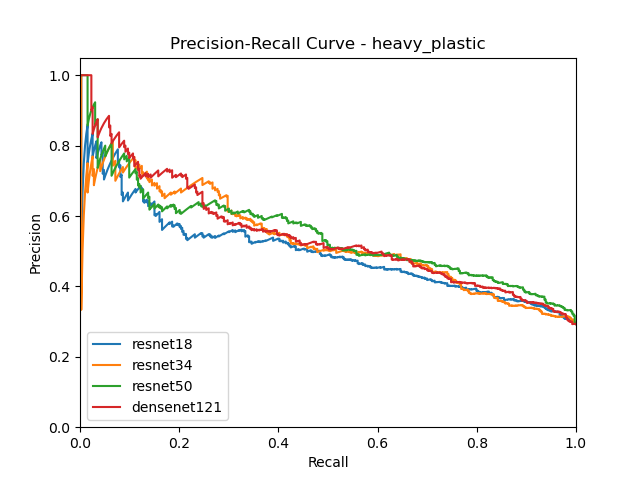 Precision-Recall Curve - heavy_plastic
1.0
0.8
0.6
0.4
0.2
0.0
Precision
resnet18
resnet34
resnet50
densenet121
0.0 0.2 0.4 0.6 0.8 1.0
Recall